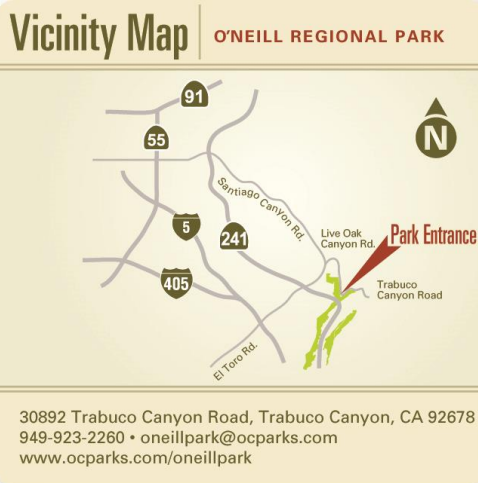 Vicinity Map
O'NEILL REGIONAL PARK
91
55
N
Santiago Canyon Rd.
5
241
Live Oak
Canyon Rd.
Park Entrance
405
Trabuco
Canyon Road
El Toro Rd.
30892 Trabuco Canyon Road, Trabuco Canyon, CA 92678
949-923-2260 • oneillpark@ocparks.com
www.ocparks.com/oneillpark